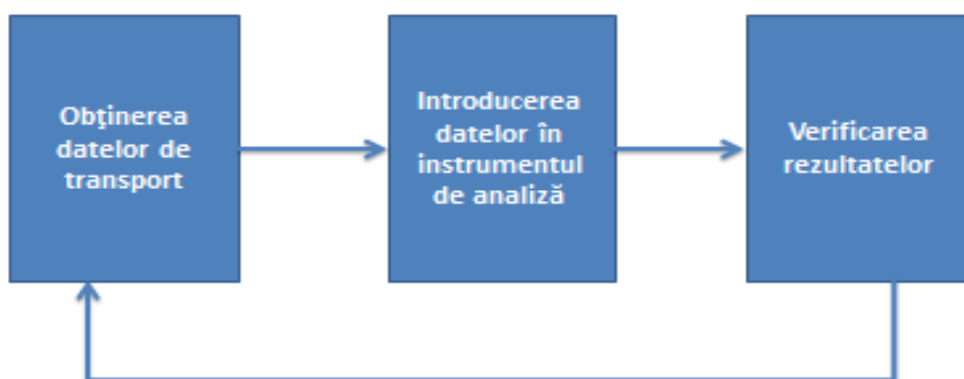 Obţinerea
datelor de
transport
Introducerea
datelor în
instrumentul
de analiză
Verificarea
rezultatelor